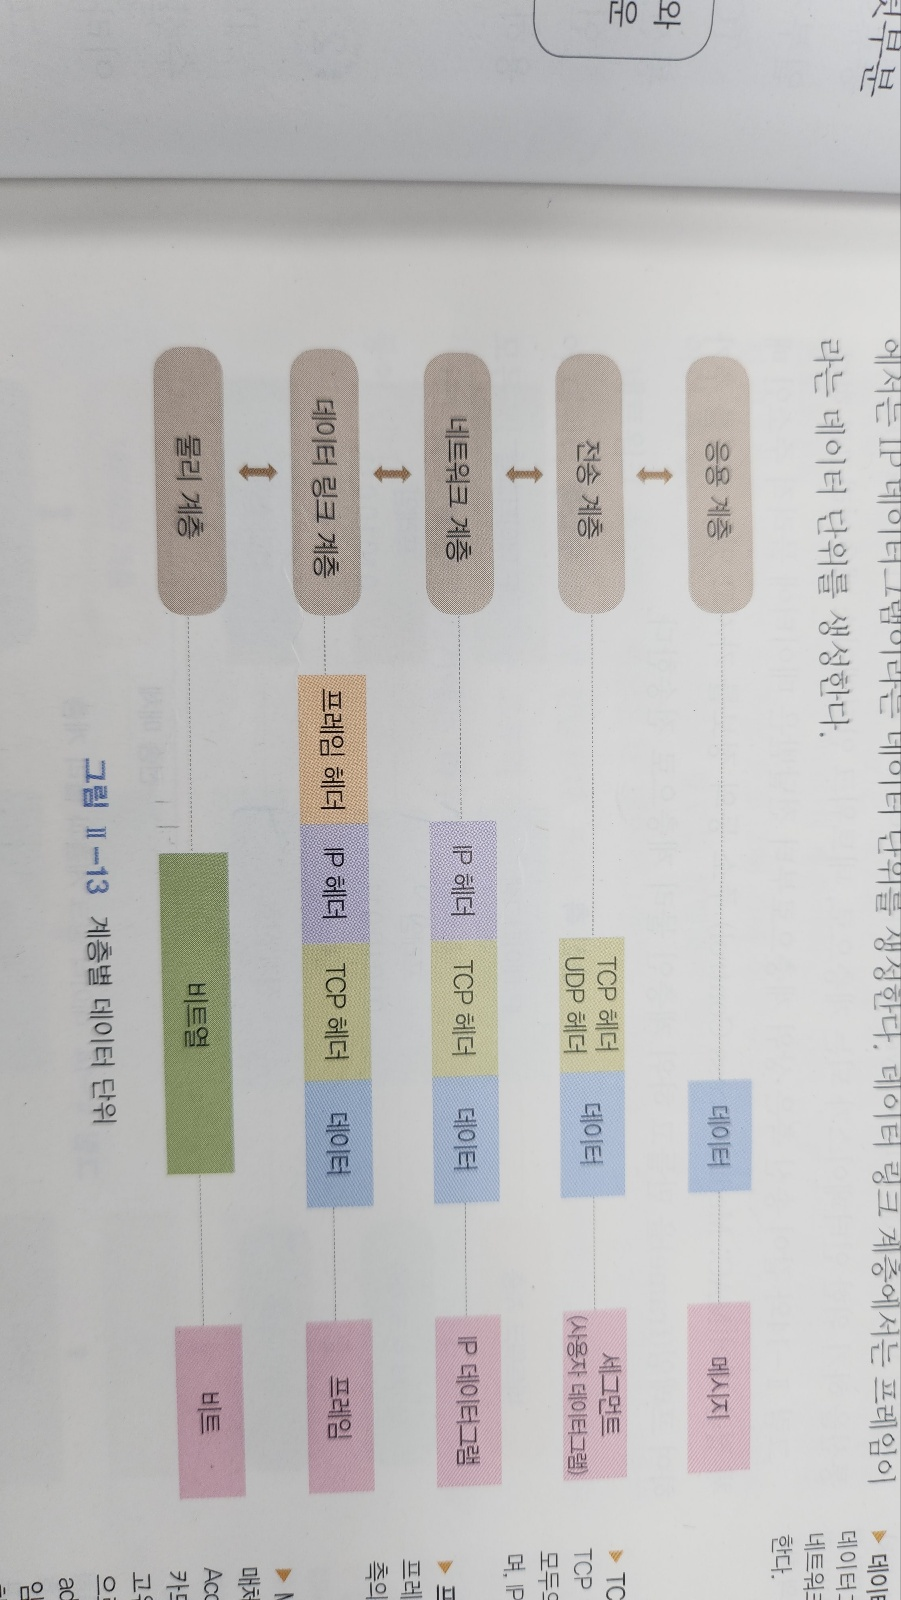 와
운
에서는 IP 데이터그램이라는 데이터 단위를 생성한다. 데이터 링크 계층에서는 프레임이
라는 데이터 단위를 생성한다.
응용 계층
데이터
메시지
전송 계층
TCP 헤더
UDP 헤더
데이터
세그먼트
(사용자 데이터그램)
네트워크 계층
IP 헤더
TCP 헤더
데이터
IP 데이터그램
데이터 링크 계층
프레임 헤더
IP 헤더
TCP 헤더
데이터
프레임
물리 계층
비트열
비트
그림 Ⅱ-13 계층별 데이터 단위
한다.
TCP
모두
며, IP
프레
측의
매체